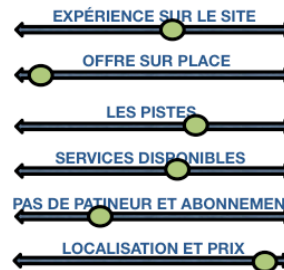 EXPÉRIENCE SUR LE SITE
OFFRE SUR PLACE
LES PISTES
SERVICES DISPONIBLES
PAS DE PATINEUR ET ABONNEMEN
LOCALISATION ET PRIX